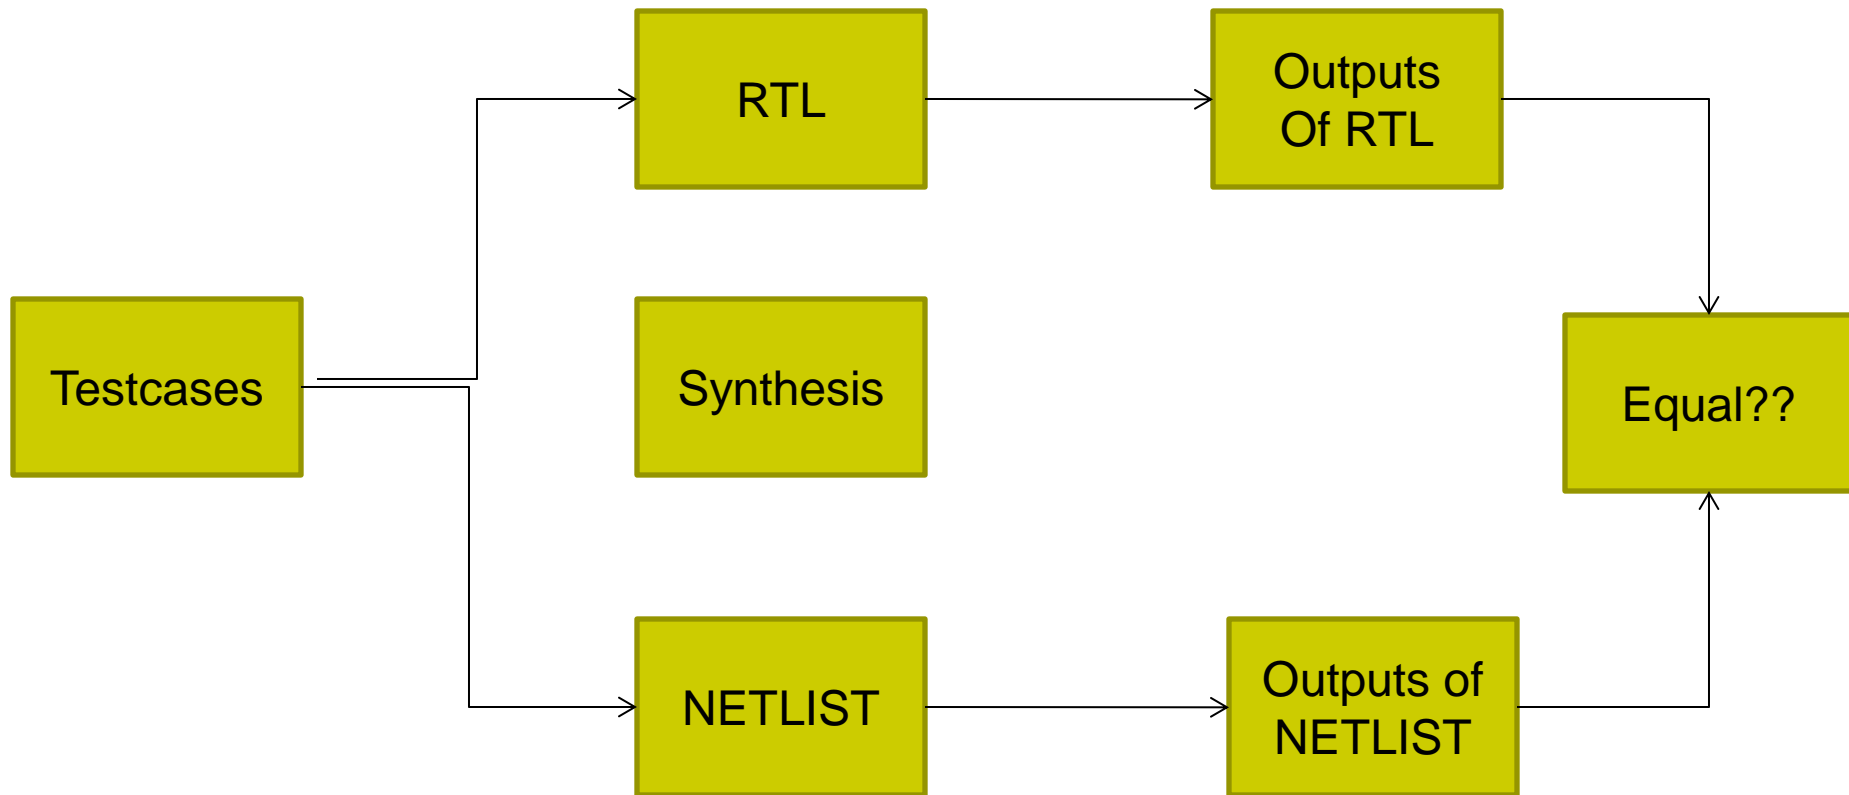 RTL
Outputs
Of RTL
Testcases
Synthesis
Equal??
NETLIST
Outputs of
NETLIST